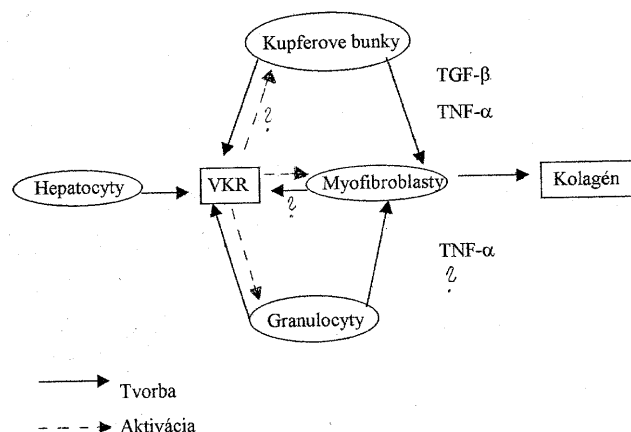 Kupferove bunky
TGF-β
TNF-α
?
Hepatocyty
VKR
Myofibroblasty
Kolagén
?
TNF-α
?
Granulocyty
Tvorba
Aktivácia